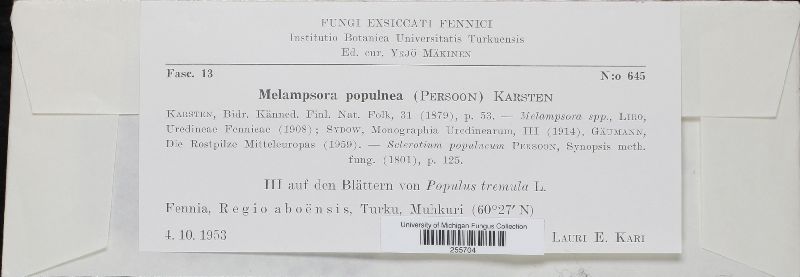 FUNGI EXSICCATI FENNICI
Institutio Botanica Universitatis Turkuensis
Ed. cur. YRJÖ MÄKINEN
Fasc. 13 N:o 645
Melampsora populnea (PERSOON) KARSTEN
KARSTEN, Bidr. Känned. Finl. Nat. Folk, 31 (1879), p. 53. — Melampsora spp., LIRO,
Uredineae Fennicae (1908); SYDOW, Monographia Uredinearum, III (1914), GÄUMANN,
Die Rostpilze Mitteleuropas (1959). — Sclerotium populneum PERSOON, Synopsis meth.
fung. (1801), p. 125.
III auf den Blättern von Populus tremula L.
Fennia, Regio aboënsis, Turku, Muhkuri (60°27′ N)
4. 10. 1953 LAURI E. KARI
University of Michigan Fungus Collection
255704